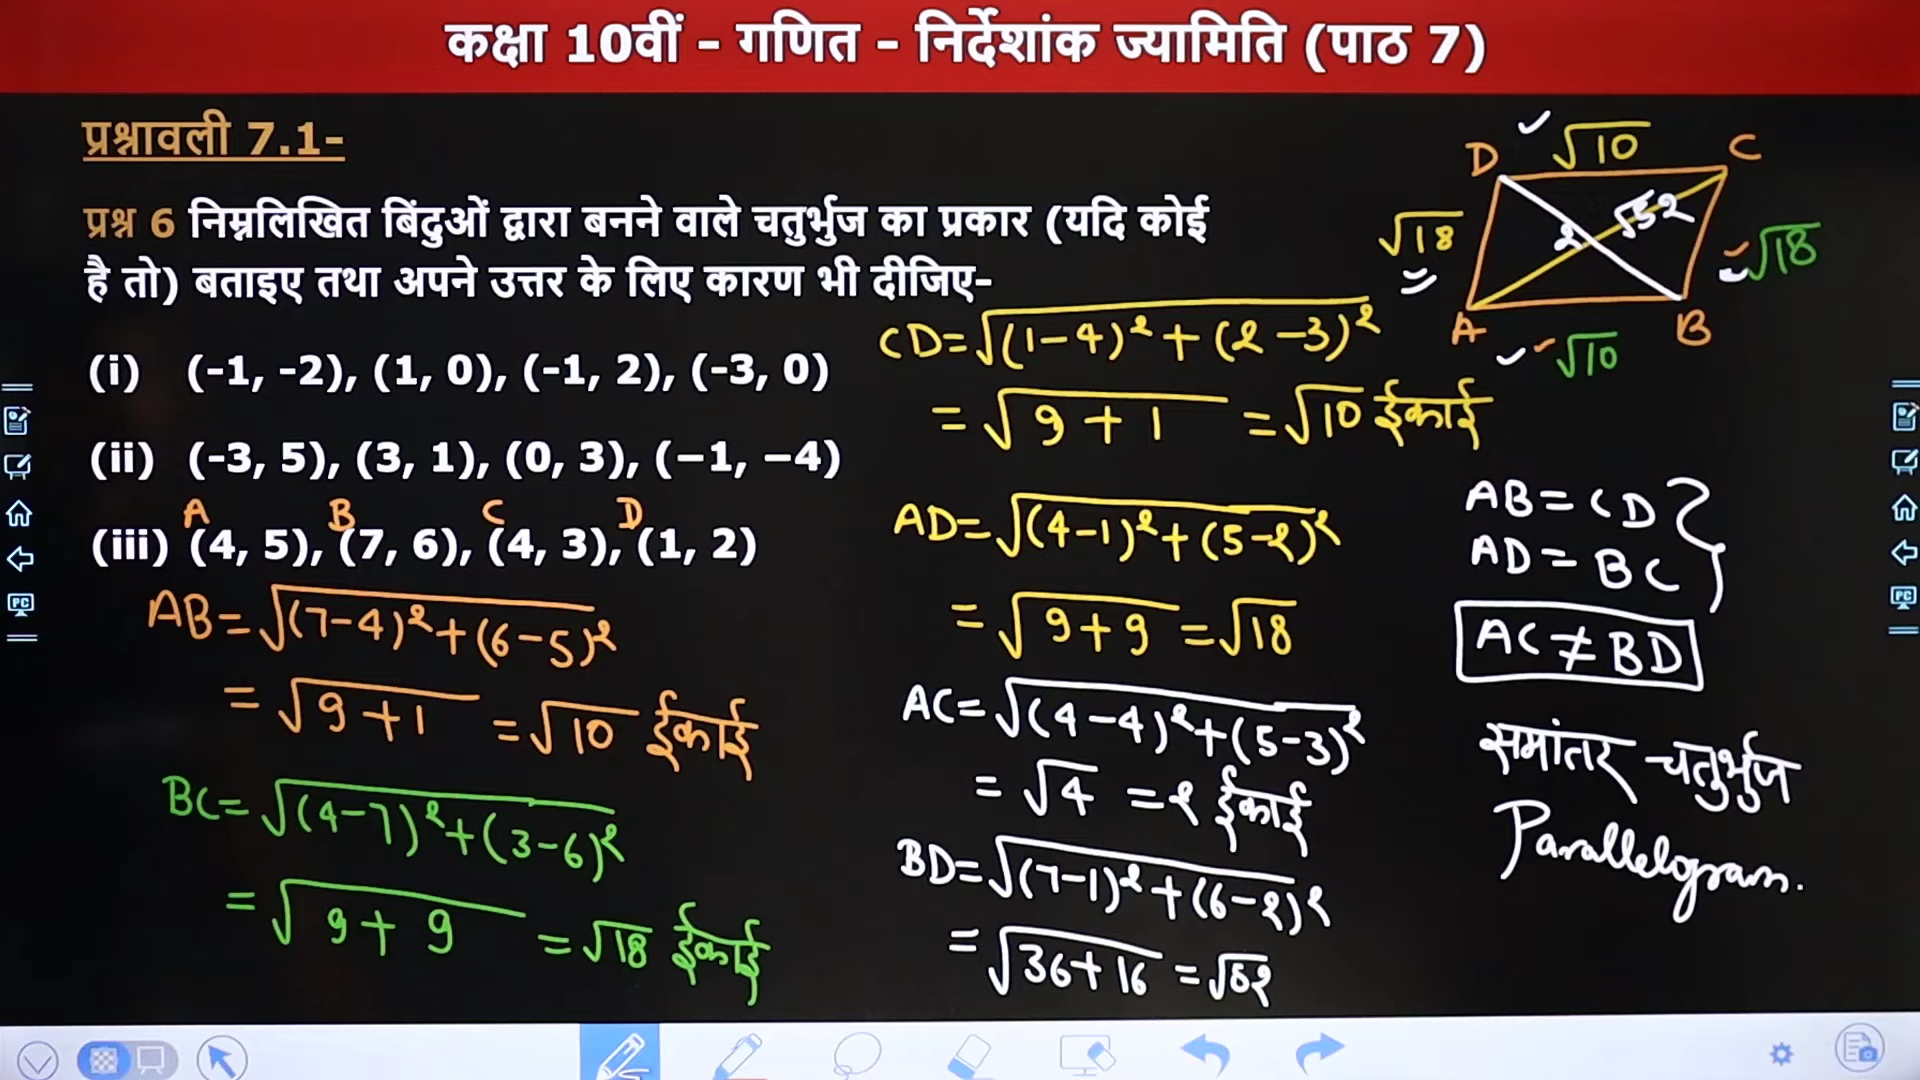 कक्षा 10वीं - गणित - निर्देशांक ज्यामिति (पाठ 7)
प्रश्नावली 7.1-
प्रश्न 6 निम्नलिखित बिंदुओं द्वारा बनने वाले चतुर्भुज का प्रकार (यदि कोई
है तो) बताइए तथा अपने उत्तर के लिए कारण भी दीजिए-
(i) (-1, -2), (1, 0), (-1, 2), (-3, 0)
(ii) (-3, 5), (3, 1), (0, 3), (−1, −4)
A B C D
(iii) (4, 5), (7, 6), (4, 3), (1, 2)
AB=√(7-4)²+(6-5)²
=√9+1 =√10 ईकाई
BC=√(4-7)²+(3-6)²
=√9+9 =√18 ईकाई
CD=√(1-4)²+(2-3)²
=√9+1 =√10 ईकाई
AD=√(4-1)²+(5-2)²
=√9+9 =√18
AC=√(4-4)²+(5-3)²
=√4 =2 ईकाई
BD=√(7-1)²+(6-2)²
=√36+16 =√52
D √10 C
√18 2 √52 √18
A √10 B
AB=CD
AD=BC
AC≠BD
समांतर चतुर्भुज
Parallelogram.
PC
PC